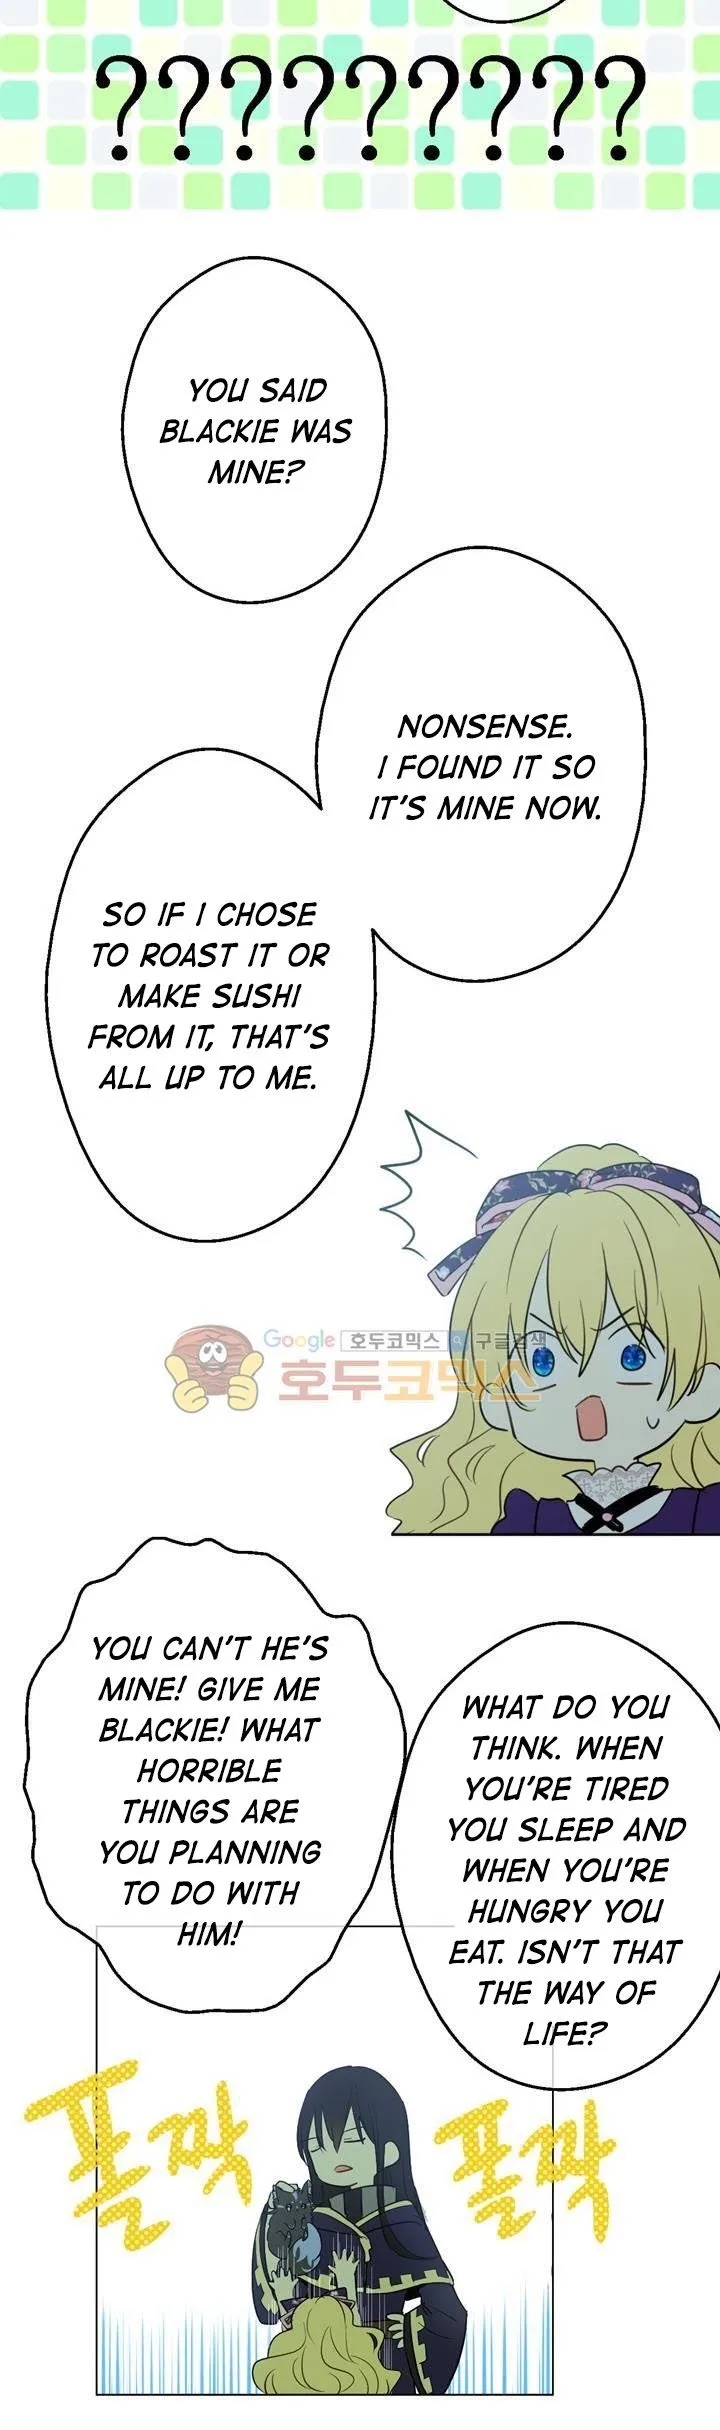 ?????????
YOU SAID
BLACKIE WAS
MINE?
NONSENSE.
I FOUND IT SO
IT'S MINE NOW.
SO IF I CHOSE
TO ROAST IT OR
MAKE SUSHI
FROM IT, THAT'S
ALL UP TO ME.
Google 호두코믹스 구글검색
호두코믹스
YOU CAN'T HE'S
MINE! GIVE ME
BLACKIE! WHAT
HORRIBLE
THINGS ARE
YOU PLANNING
TO DO WITH
HIM!
WHAT DO YOU
THINK. WHEN
YOU'RE TIRED
YOU SLEEP AND
WHEN YOU'RE
HUNGRY YOU
EAT. ISN'T THAT
THE WAY OF
LIFE?
폴짝
폴짝